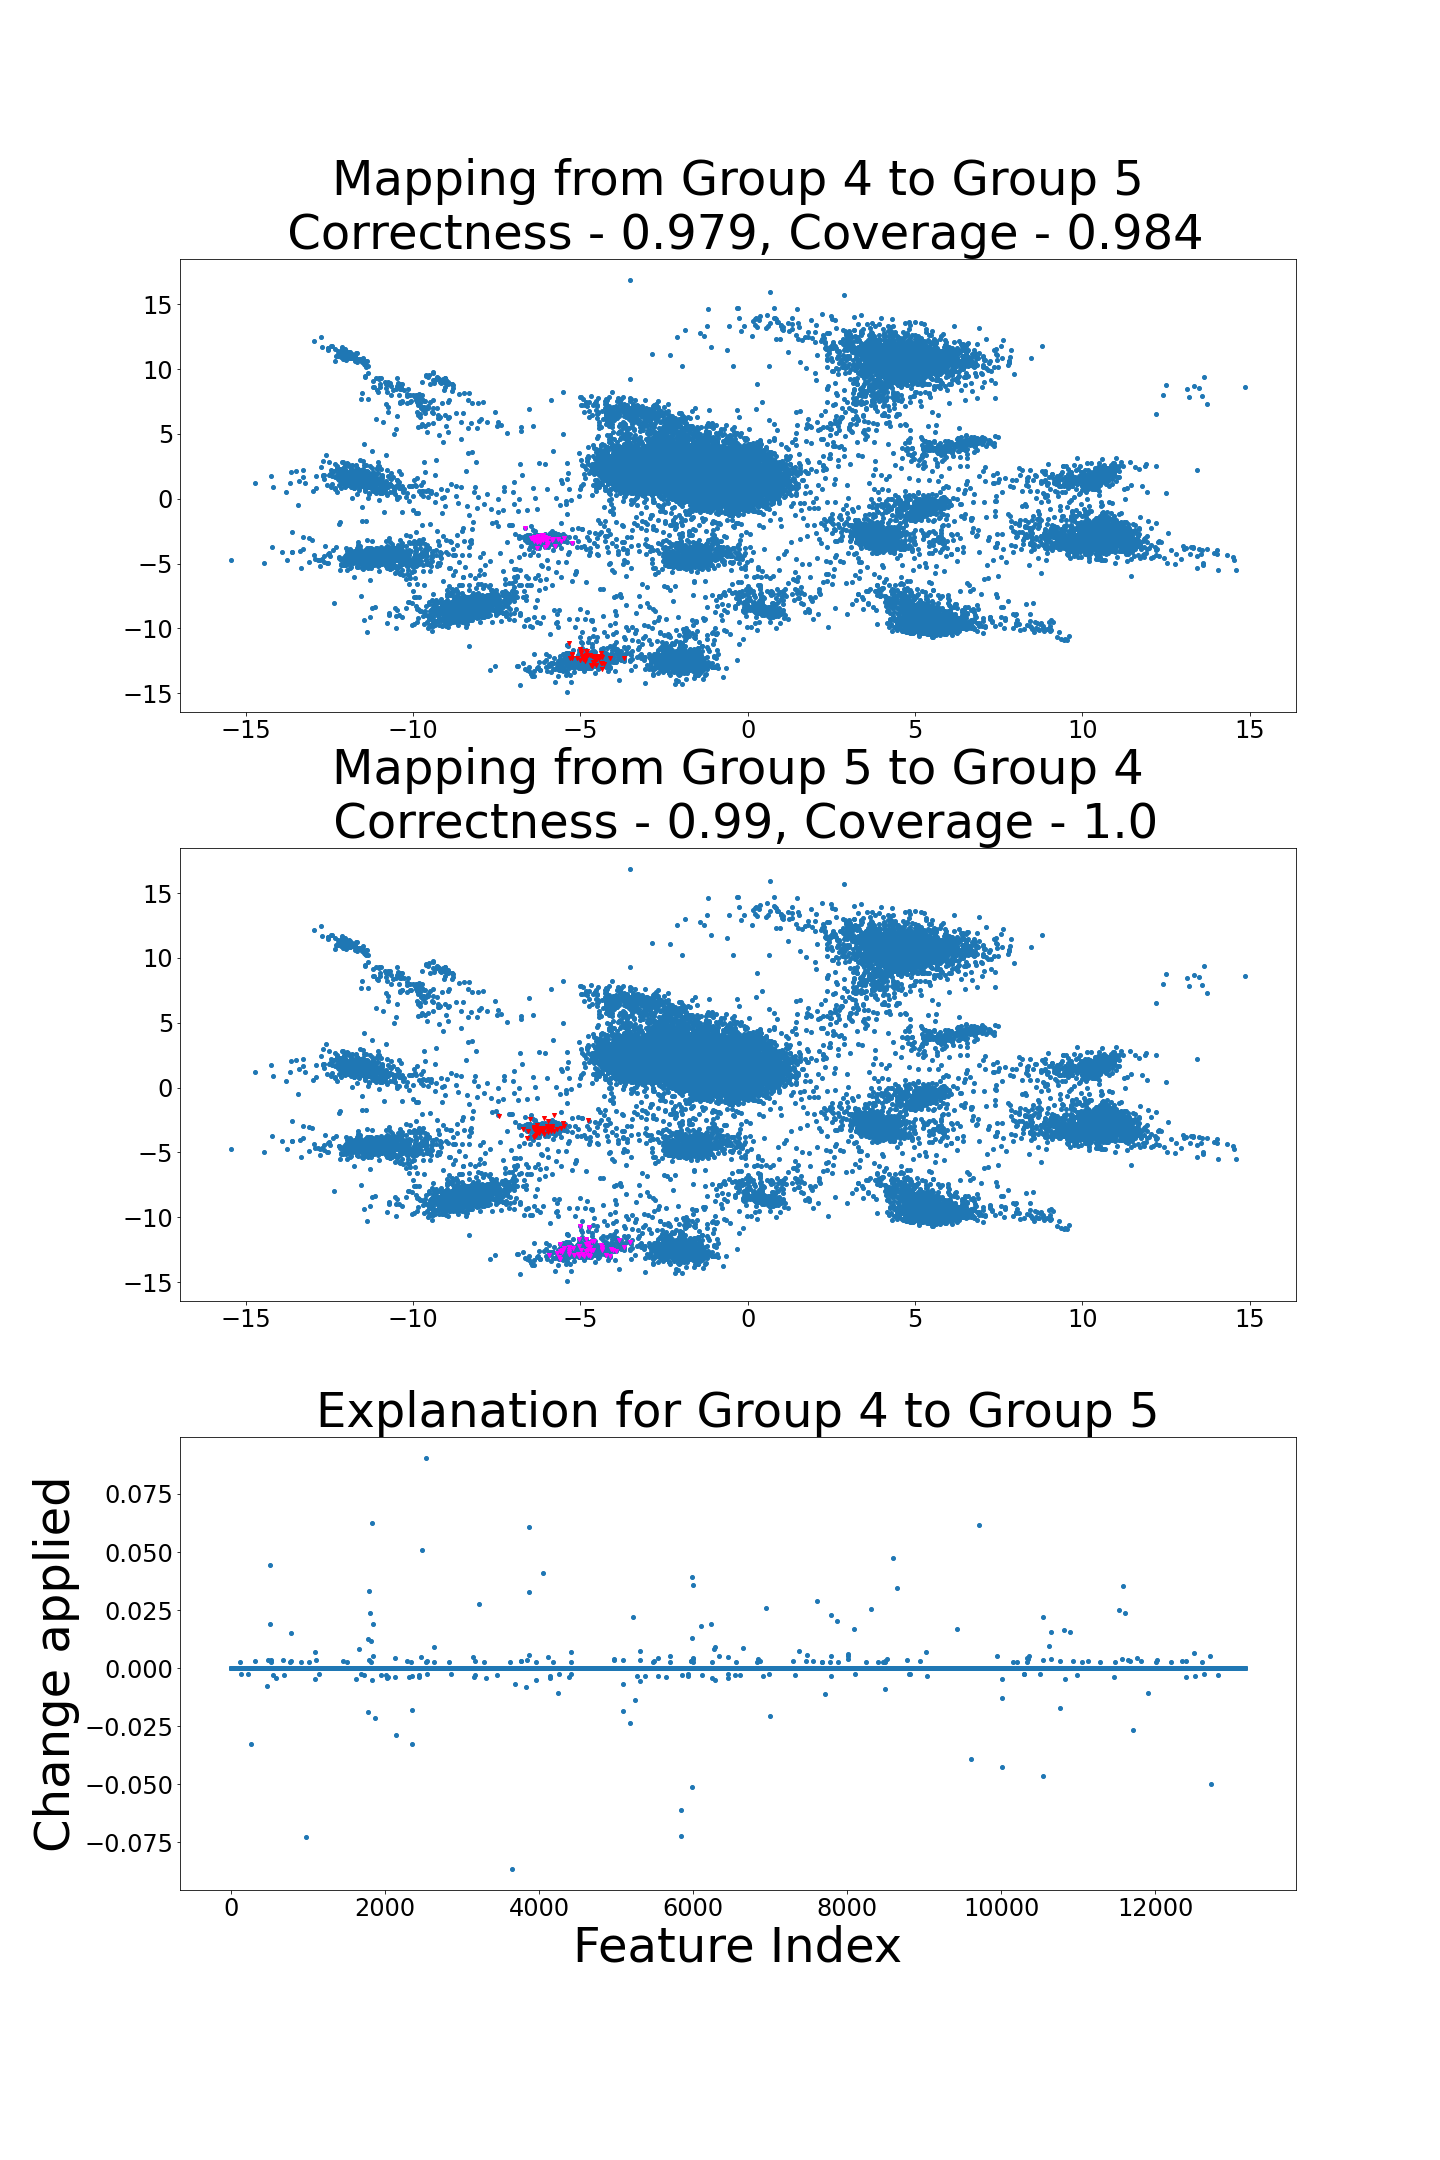 Mapping from Group 4 to Group 5
Correctness - 0.979, Coverage - 0.984
15
10
5
0
−5
−10
−15
−15 −10 −5 0 5 10 15
Mapping from Group 5 to Group 4
Correctness - 0.99, Coverage - 1.0
15
10
5
0
−5
−10
−15
−15 −10 −5 0 5 10 15
Explanation for Group 4 to Group 5
Change applied
0.075
0.050
0.025
0.000
−0.025
−0.050
−0.075
0 2000 4000 6000 8000 10000 12000
Feature Index